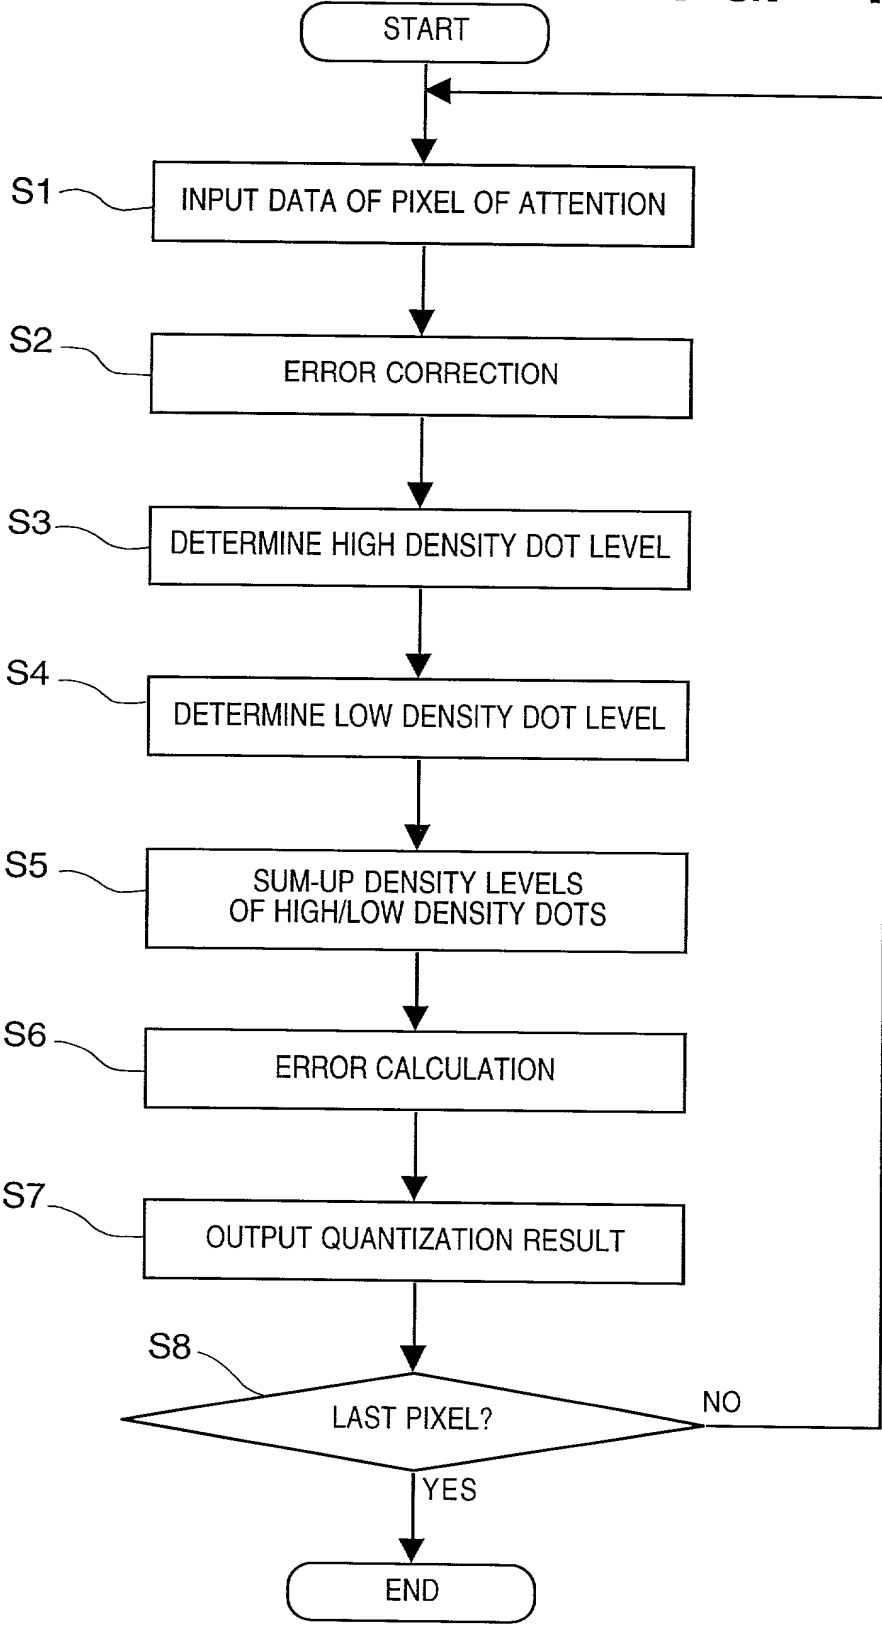 START
S1
INPUT DATA OF PIXEL OF ATTENTION
S2
ERROR CORRECTION
S3
DETERMINE HIGH DENSITY DOT LEVEL
S4
DETERMINE LOW DENSITY DOT LEVEL
S5
SUM-UP DENSITY LEVELS
OF HIGH/LOW DENSITY DOTS
S6
ERROR CALCULATION
S7
OUTPUT QUANTIZATION RESULT
S8
LAST PIXEL?
NO
YES
END